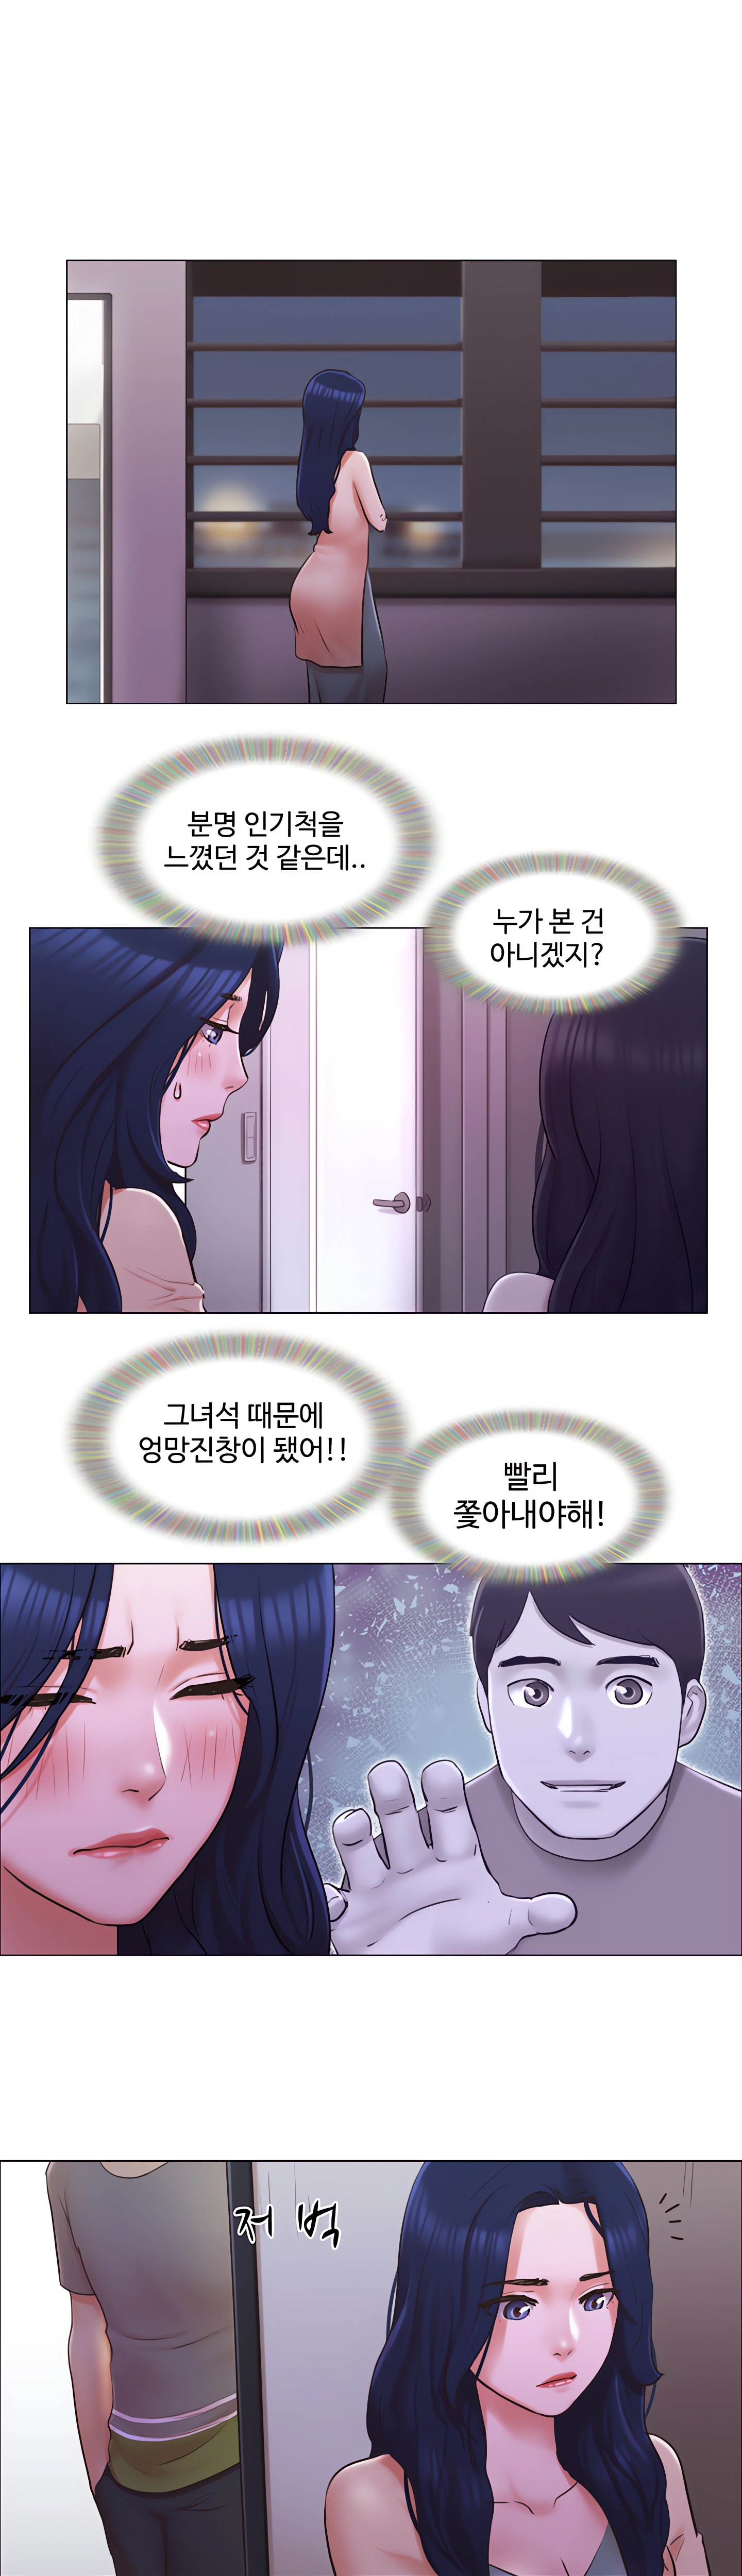 분명 인기척을
느꼈던 것 같은데..
누가 본 건
아니겠지?
그녀석 때문에
엉망진창이 됐어!!
빨리
쫓아내야해!
저벅